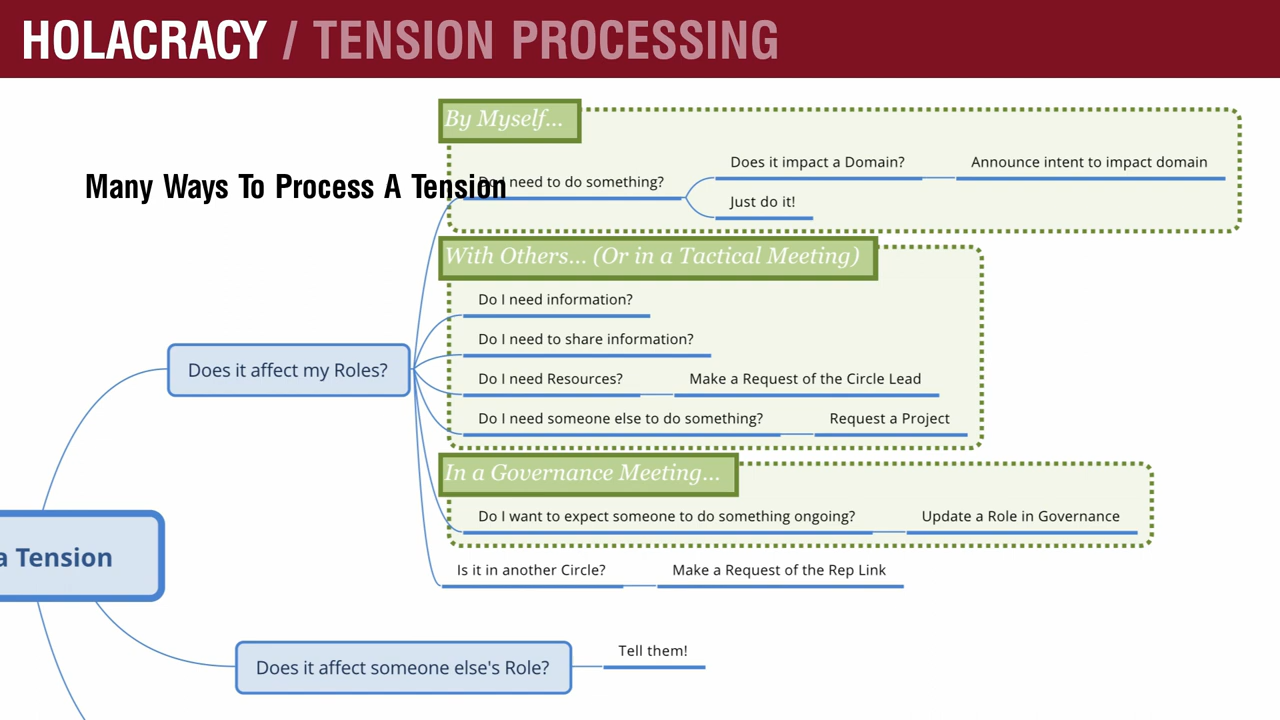 HOLACRACY / TENSION PROCESSING
Many Ways To Process A Tension
By Myself...
Do I need to do something?
Does it impact a Domain?
Announce intent to impact domain
Just do it!
With Others... (Or in a Tactical Meeting)
Do I need information?
Do I need to share information?
Do I need Resources?
Make a Request of the Circle Lead
Do I need someone else to do something?
Request a Project
Does it affect my Roles?
In a Governance Meeting...
Do I want to expect someone to do something ongoing?
Update a Role in Governance
a Tension
Is it in another Circle?
Make a Request of the Rep Link
Does it affect someone else's Role?
Tell them!